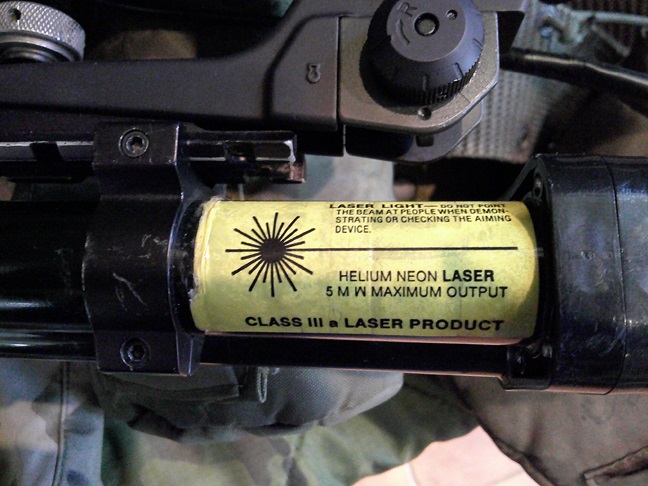 R
3
LASER LIGHT— DO NOT POINT
THE BEAM AT PEOPLE WHEN DEMON-
STRATING OR CHECKING THE AIMING
DEVICE.
HELIUM NEON LASER
5 M W MAXIMUM OUTPUT
CLASS III a LASER PRODUCT